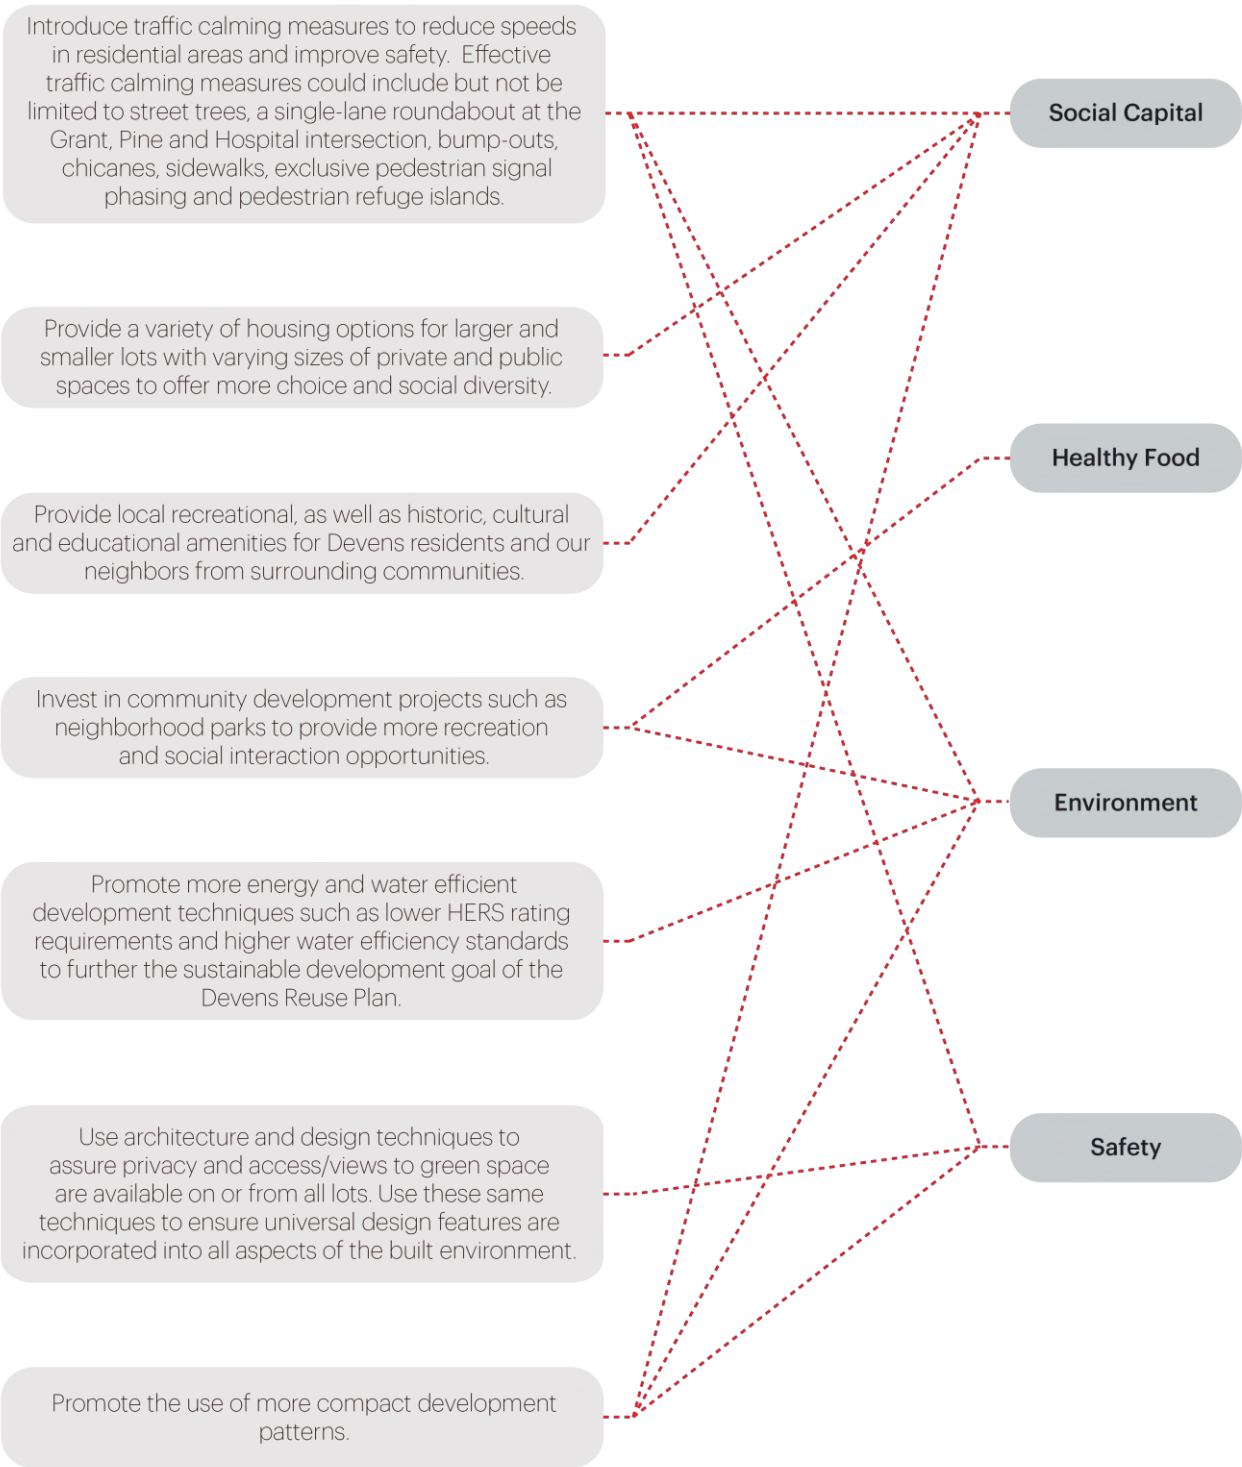 Introduce traffic calming measures to reduce speeds
in residential areas and improve safety.  Effective
traffic calming measures could include but not be
limited to street trees, a single-lane roundabout at the
Grant, Pine and Hospital intersection, bump-outs,
chicanes, sidewalks, exclusive pedestrian signal
phasing and pedestrian refuge islands.
Social Capital
Provide a variety of housing options for larger and
smaller lots with varying sizes of private and public
spaces to offer more choice and social diversity.
Healthy Food
Provide local recreational, as well as historic, cultural
and educational amenities for Devens residents and our
neighbors from surrounding communities.
Invest in community development projects such as
neighborhood parks to provide more recreation
and social interaction opportunities.
Environment
Promote more energy and water efficient
development techniques such as lower HERS rating
requirements and higher water efficiency standards
to further the sustainable development goal of the
Devens Reuse Plan.
Use architecture and design techniques to
assure privacy and access/views to green space
are available on or from all lots. Use these same
techniques to ensure universal design features are
incorporated into all aspects of the built environment.
Safety
Promote the use of more compact development
patterns.